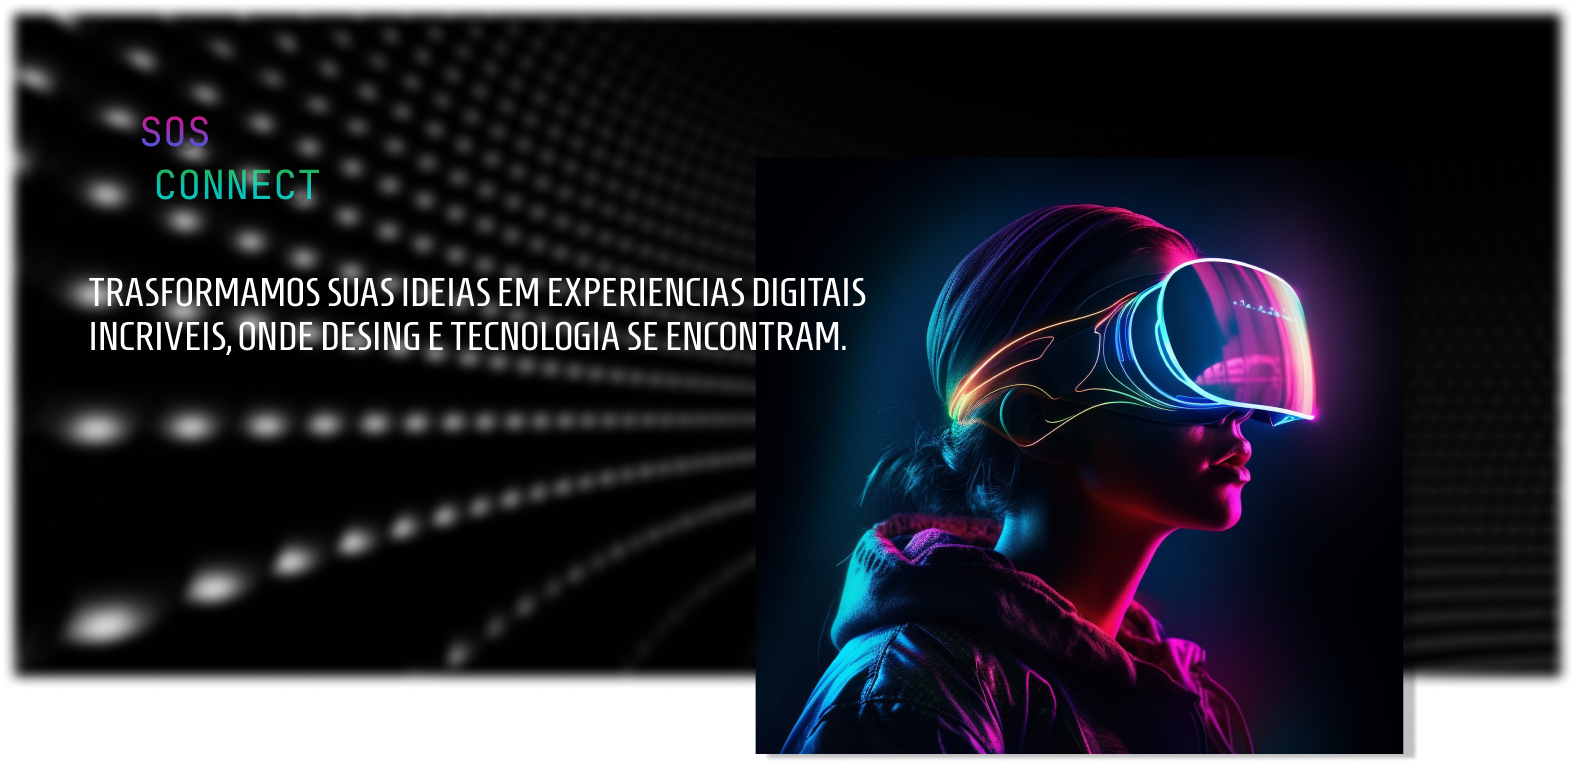 SOS
CONNECT
TRASFORMAMOS SUAS IDEIAS EM EXPERIENCIAS DIGITAIS
INCRIVEIS, ONDE DESING E TECNOLOGIA SE ENCONTRAM.